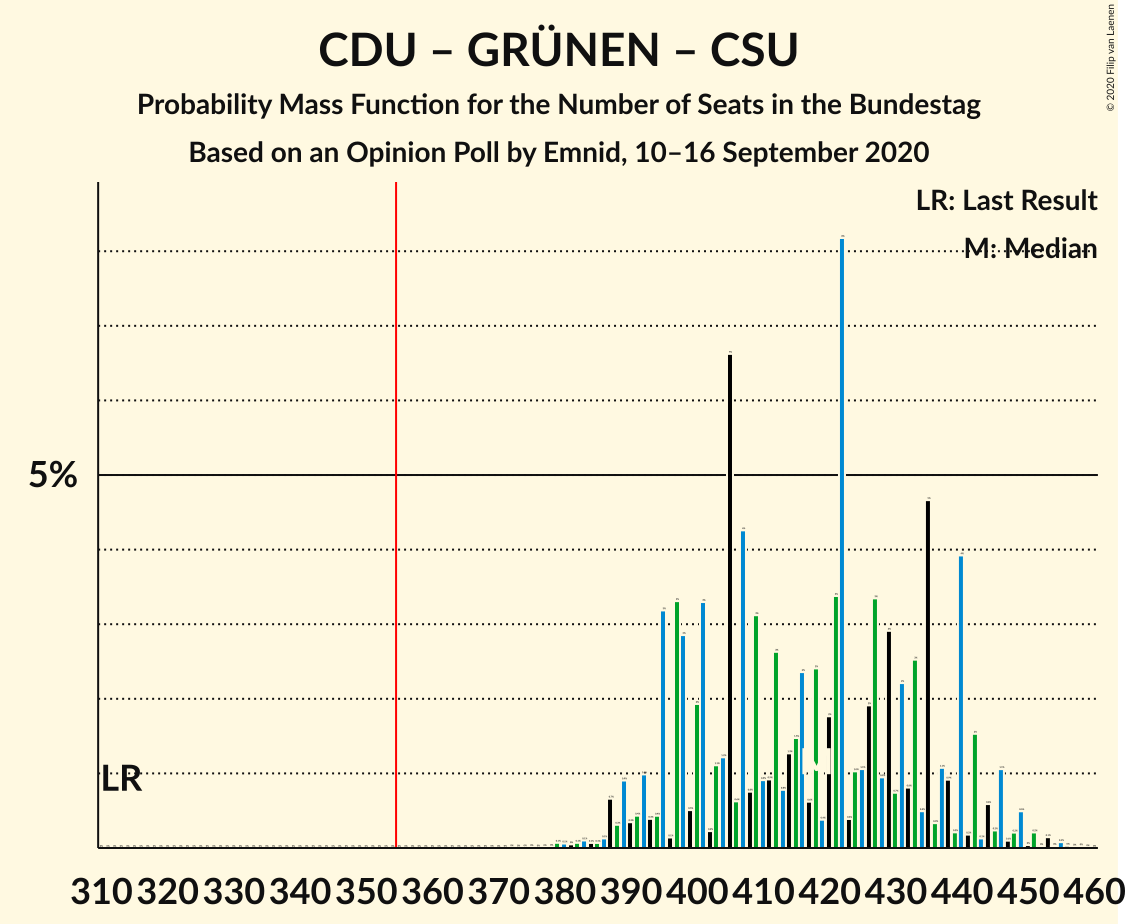 CDU – GRÜNEN – CSU
Probability Mass Function for the Number of Seats in the Bundestag
Based on an Opinion Poll by Emnid, 10–16 September 2020
© 2020 Filip van Laenen
LR: Last Result
M: Median
5%
LR
M
310 320 330 340 350 360 370 380 390 400 410 420 430 440 450 460